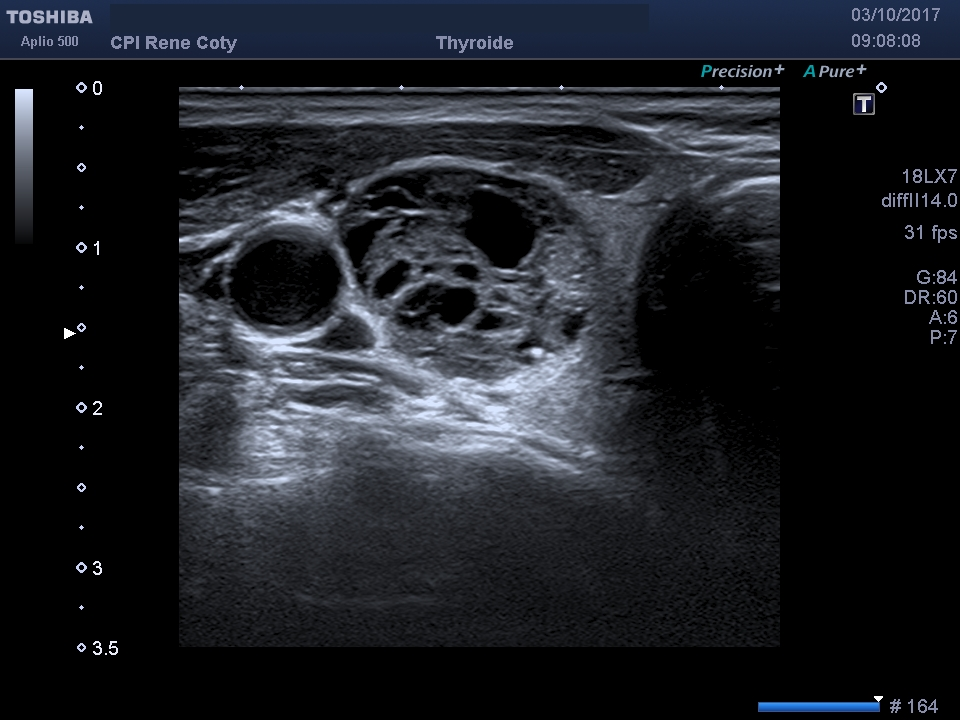 TOSHIBA
Aplio 500
CPI Rene Coty
Thyroide
03/10/2017
09:08:08
Precision+ APure+
T
18LX7
diffII14.0
31 fps
G:84
DR:60
A:6
P:7
0
1
2
3
3.5
# 164